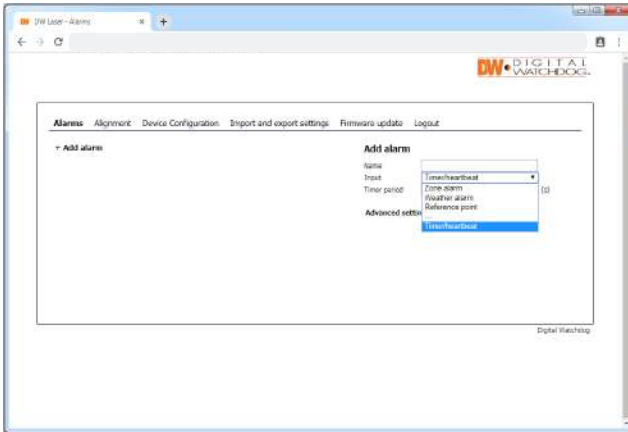 DW Laser - Alarms
DW DIGITAL WATCHDOG
Alarms Alignment Device Configuration Import and export settings Firmware update Logout
+ Add alarm
Add alarm
Name
Input Timer/heartbeat
Timer period (s)
Zone alarm
Weather alarm
Reference point
...
Timer/heartbeat
Advanced settin
Digital Watchdog